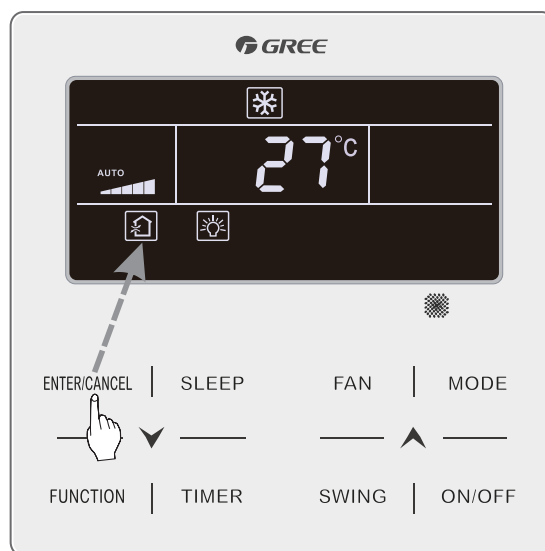 GREE
27°C
AUTO
ENTER/CANCEL
SLEEP
FAN
MODE
FUNCTION
TIMER
SWING
ON/OFF